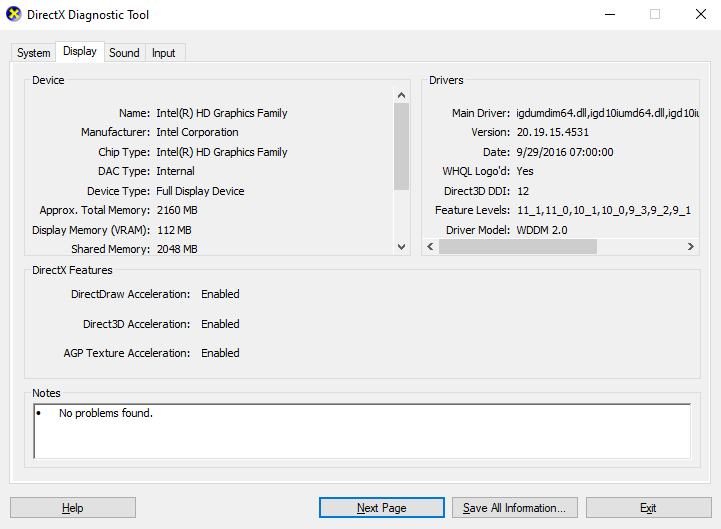 DirectX Diagnostic Tool
System Display Sound Input
Device
Name: Intel(R) HD Graphics Family
Manufacturer: Intel Corporation
Chip Type: Intel(R) HD Graphics Family
DAC Type: Internal
Device Type: Full Display Device
Approx. Total Memory: 2160 MB
Display Memory (VRAM): 112 MB
Shared Memory: 2048 MB
Drivers
Main Driver: igdumdim64.dll,igd10iumd64.dll,igd10iu
Version: 20.19.15.4531
Date: 9/29/2016 07:00:00
WHQL Logo'd: Yes
Direct3D DDI: 12
Feature Levels: 11_1,11_0,10_1,10_0,9_3,9_2,9_1
Driver Model: WDDM 2.0
DirectX Features
DirectDraw Acceleration: Enabled
Direct3D Acceleration: Enabled
AGP Texture Acceleration: Enabled
Notes
• No problems found.
Help Next Page Save All Information... Exit